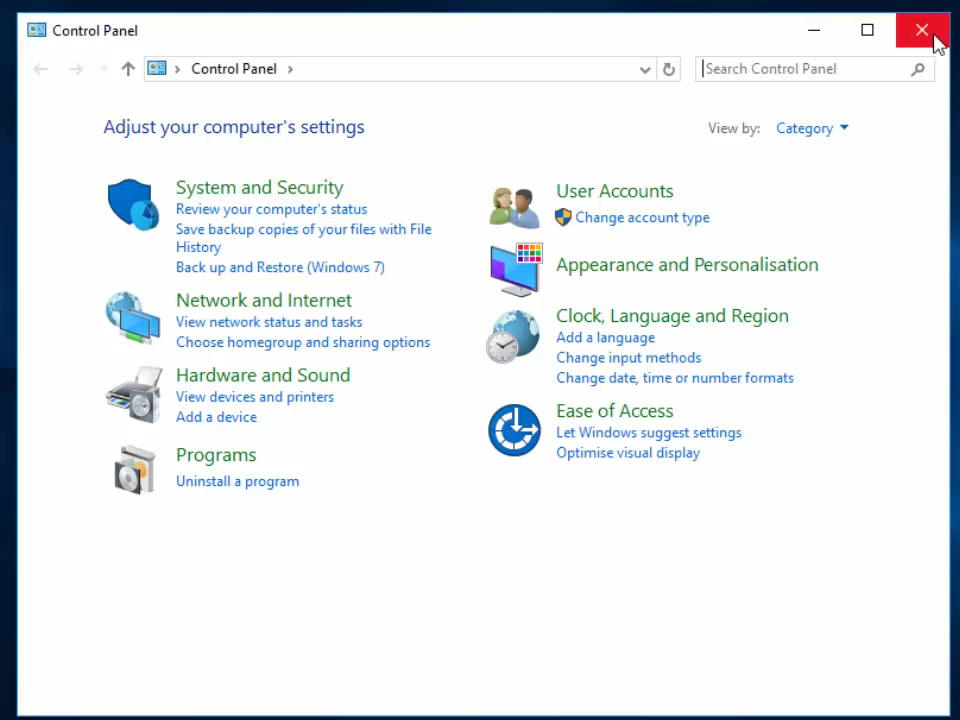 Control Panel
Control Panel
Search Control Panel
Adjust your computer's settings
View by: Category
System and Security
Review your computer's status
Save backup copies of your files with File
History
Back up and Restore (Windows 7)
Network and Internet
View network status and tasks
Choose homegroup and sharing options
Hardware and Sound
View devices and printers
Add a device
Programs
Uninstall a program
User Accounts
Change account type
Appearance and Personalisation
Clock, Language and Region
Add a language
Change input methods
Change date, time or number formats
Ease of Access
Let Windows suggest settings
Optimise visual display